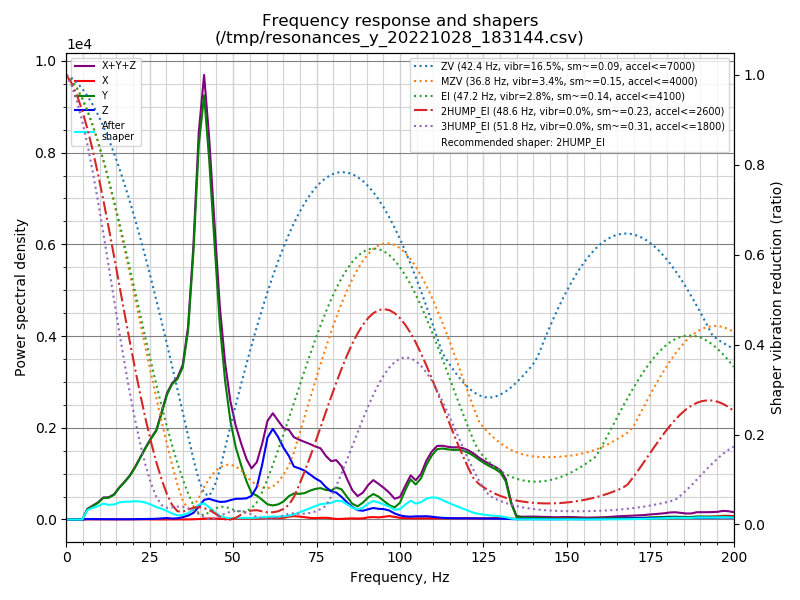 Frequency response and shapers
(/tmp/resonances_y_20221028_183144.csv)
1e4
X+Y+Z
X
Y
Z
After
shaper
ZV (42.4 Hz, vibr=16.5%, sm~=0.09, accel<=7000)
MZV (36.8 Hz, vibr=3.4%, sm~=0.15, accel<=4000)
EI (47.2 Hz, vibr=2.8%, sm~=0.14, accel<=4100)
2HUMP_EI (48.6 Hz, vibr=0.0%, sm~=0.23, accel<=2600)
3HUMP_EI (51.8 Hz, vibr=0.0%, sm~=0.31, accel<=1800)
Recommended shaper: 2HUMP_EI
Power spectral density
1.0
0.8
0.6
0.4
0.2
0.0
1.0
0.8
0.6
0.4
0.2
0.0
Shaper vibration reduction (ratio)
0 25 50 75 100 125 150 175 200
Frequency, Hz